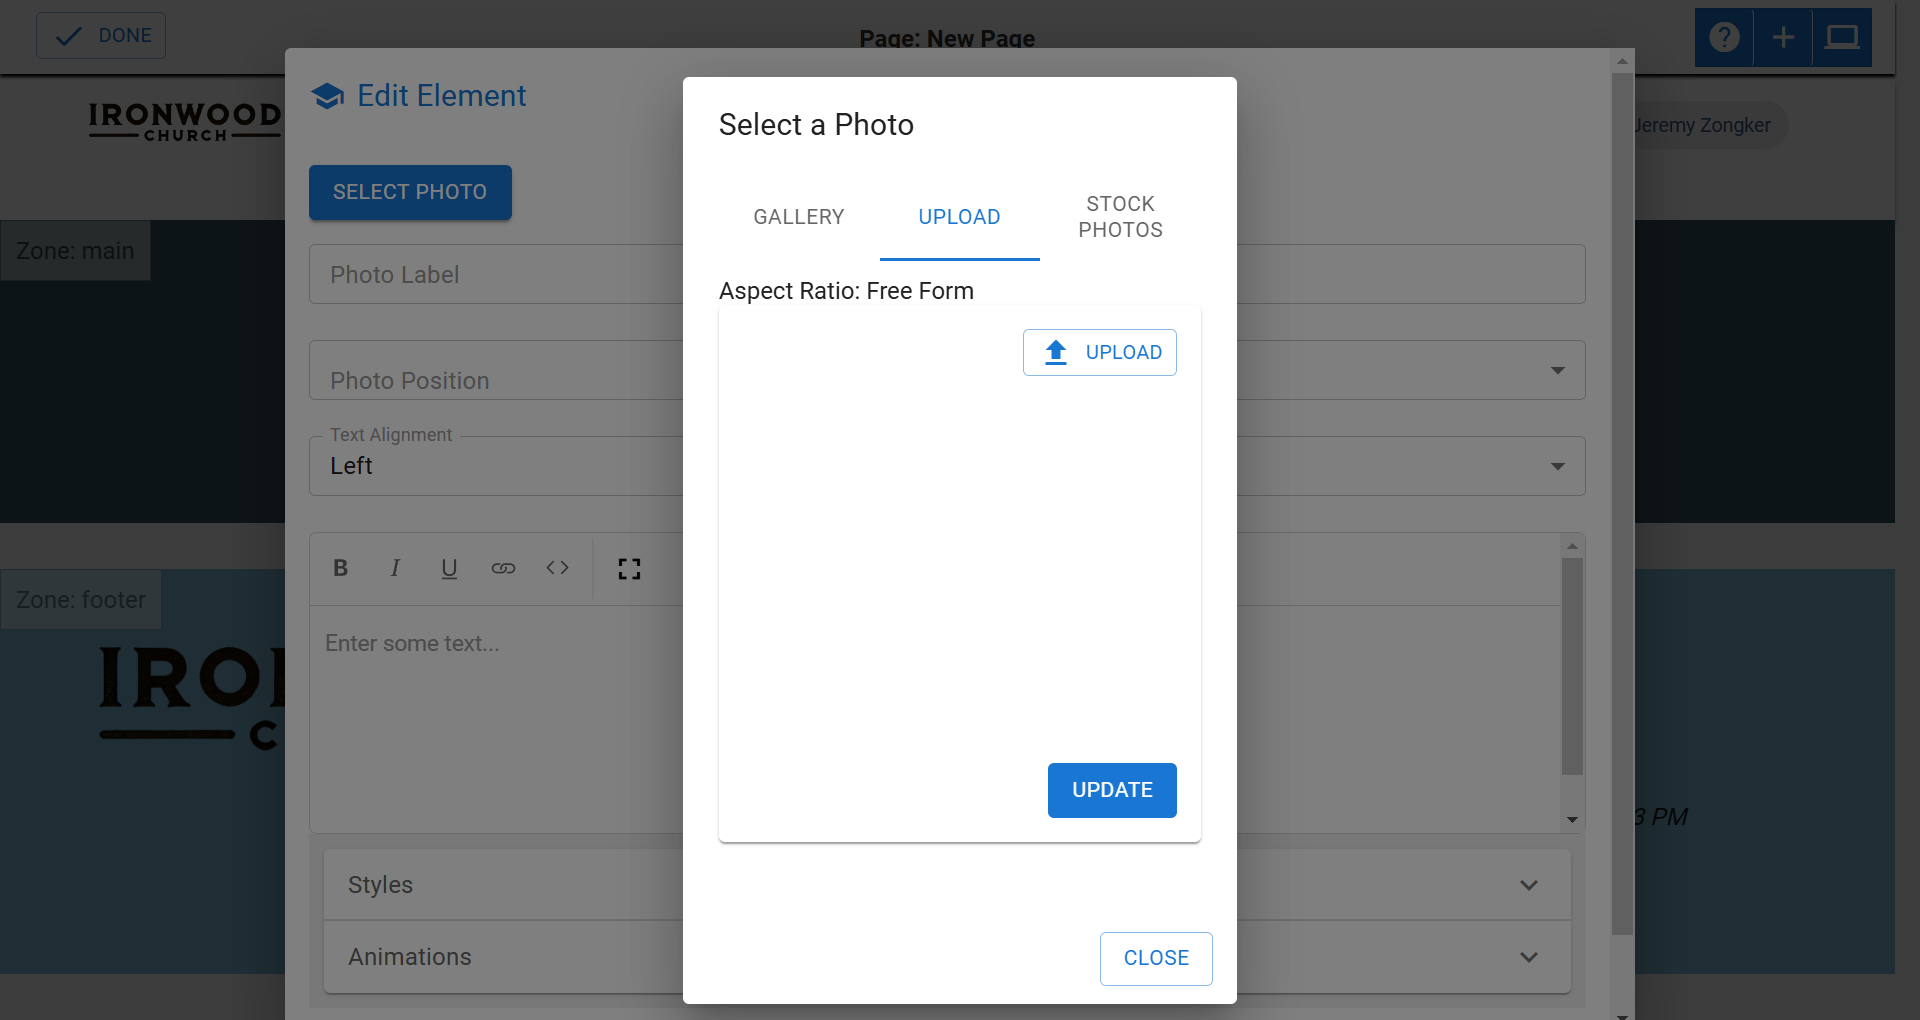 DONE
Page: New Page
IRONWOOD
CHURCH
Jeremy Zongker
Edit Element
SELECT PHOTO
Zone: main
Photo Label
Photo Position
Text Alignment
Left
B I U
Enter some text...
Zone: footer
IRO
C
3 PM
Styles
Animations
Select a Photo
GALLERY
UPLOAD
STOCK
PHOTOS
Aspect Ratio: Free Form
UPLOAD
UPDATE
CLOSE